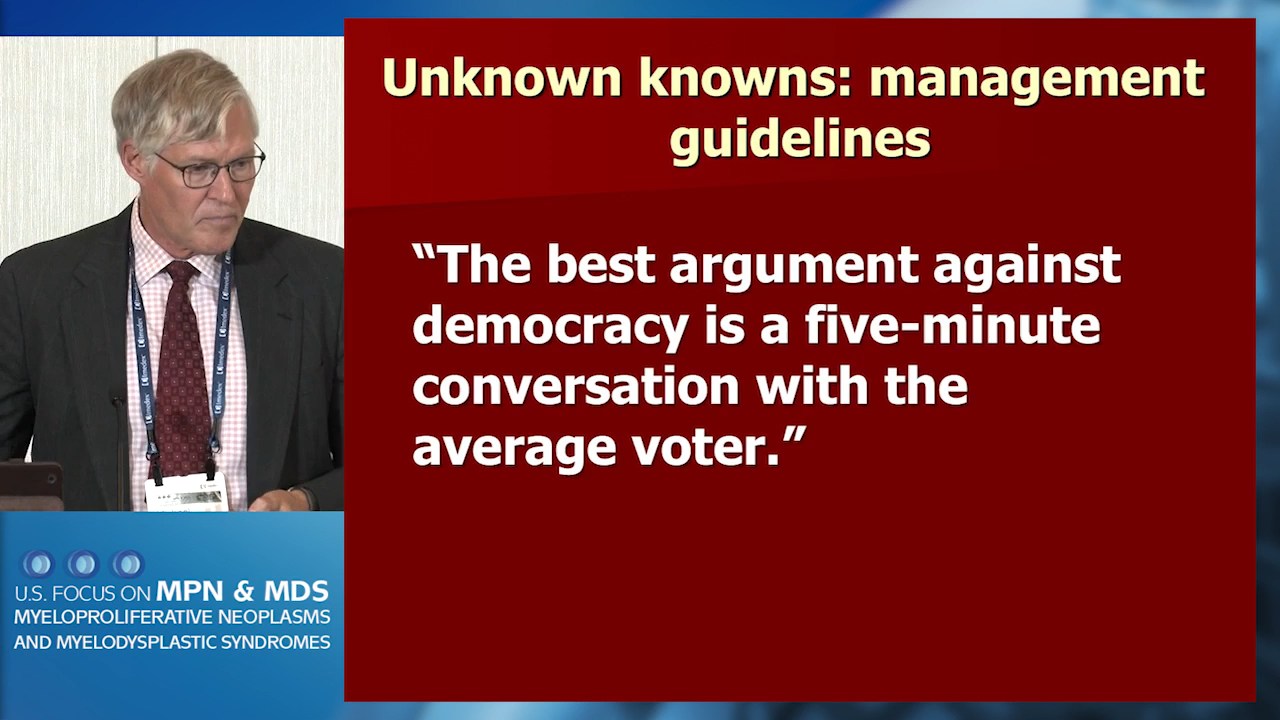 Unknown knowns: management
guidelines
“The best argument against
democracy is a five-minute
conversation with the
average voter.”
U.S. FOCUS ON MPN & MDS
MYELOPROLIFERATIVE NEOPLASMS
AND MYELODYSPLASTIC SYNDROMES